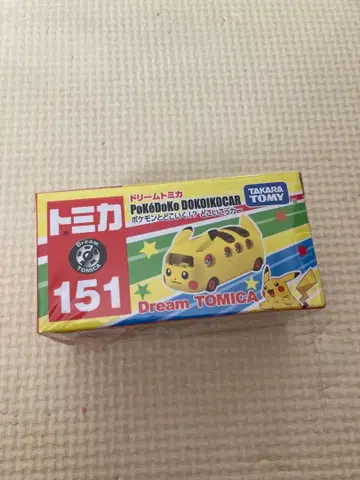 トミカ
Dream
TOMICA
151
ドリームトミカ
PoKéDoKo DOKOIKOCAR
ポケモンとどこいく!? どこいこっカー
TAKARA
TOMY
Dream TOMICA